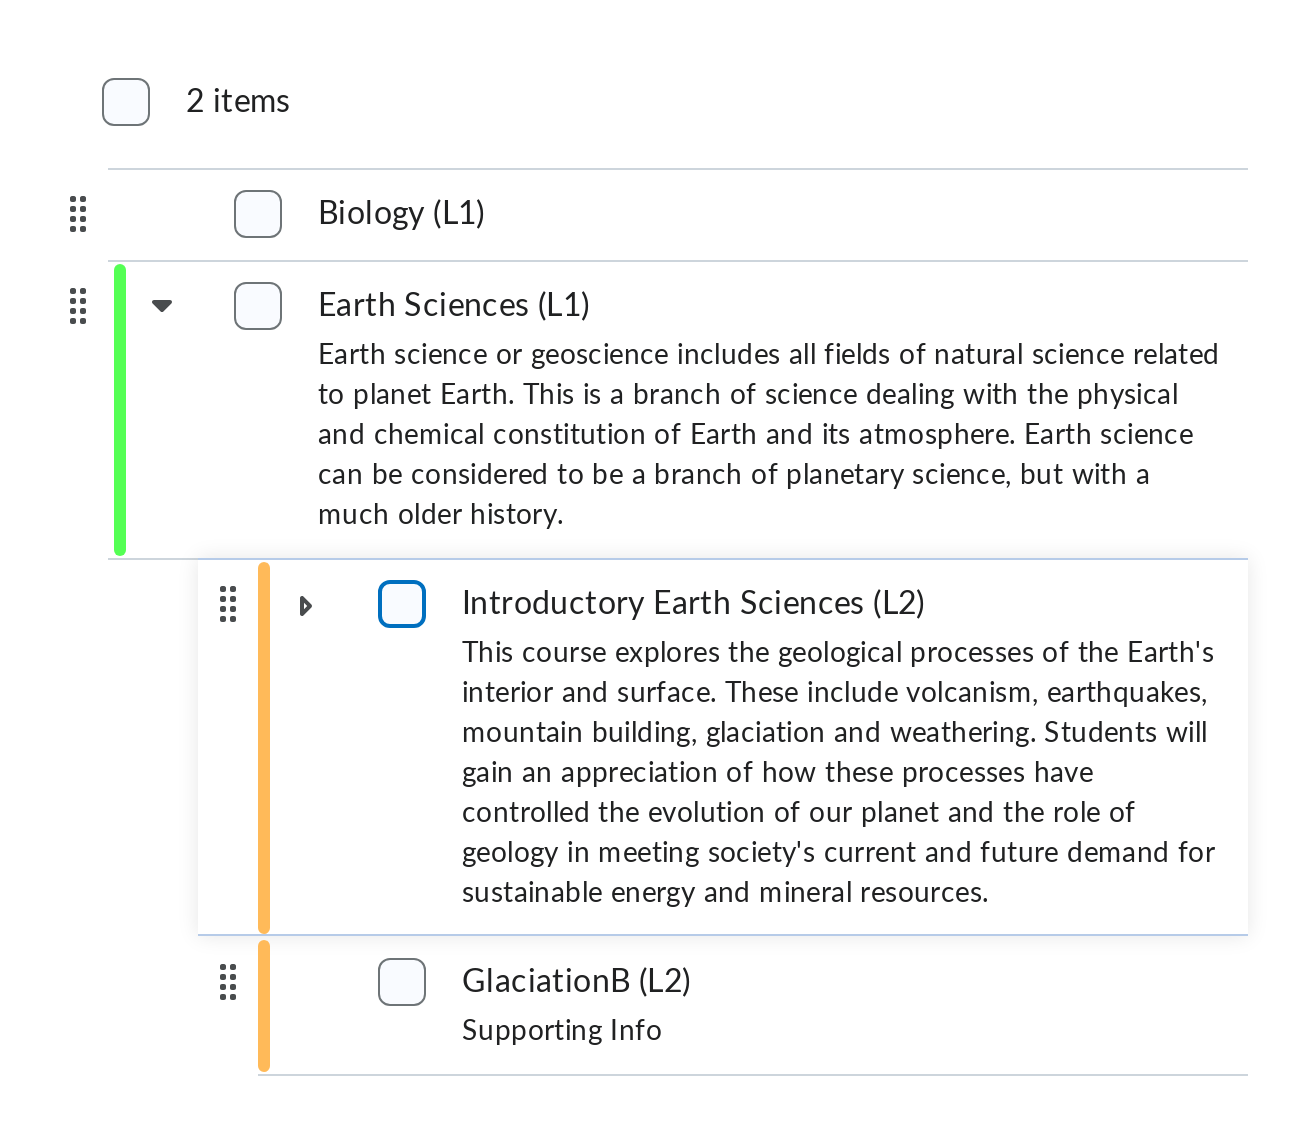 2 items
Biology (L1)
Earth Sciences (L1)
Earth science or geoscience includes all fields of natural science related
to planet Earth. This is a branch of science dealing with the physical
and chemical constitution of Earth and its atmosphere. Earth science
can be considered to be a branch of planetary science, but with a
much older history.
Introductory Earth Sciences (L2)
This course explores the geological processes of the Earth's
interior and surface. These include volcanism, earthquakes,
mountain building, glaciation and weathering. Students will
gain an appreciation of how these processes have
controlled the evolution of our planet and the role of
geology in meeting society's current and future demand for
sustainable energy and mineral resources.
GlaciationB (L2)
Supporting Info